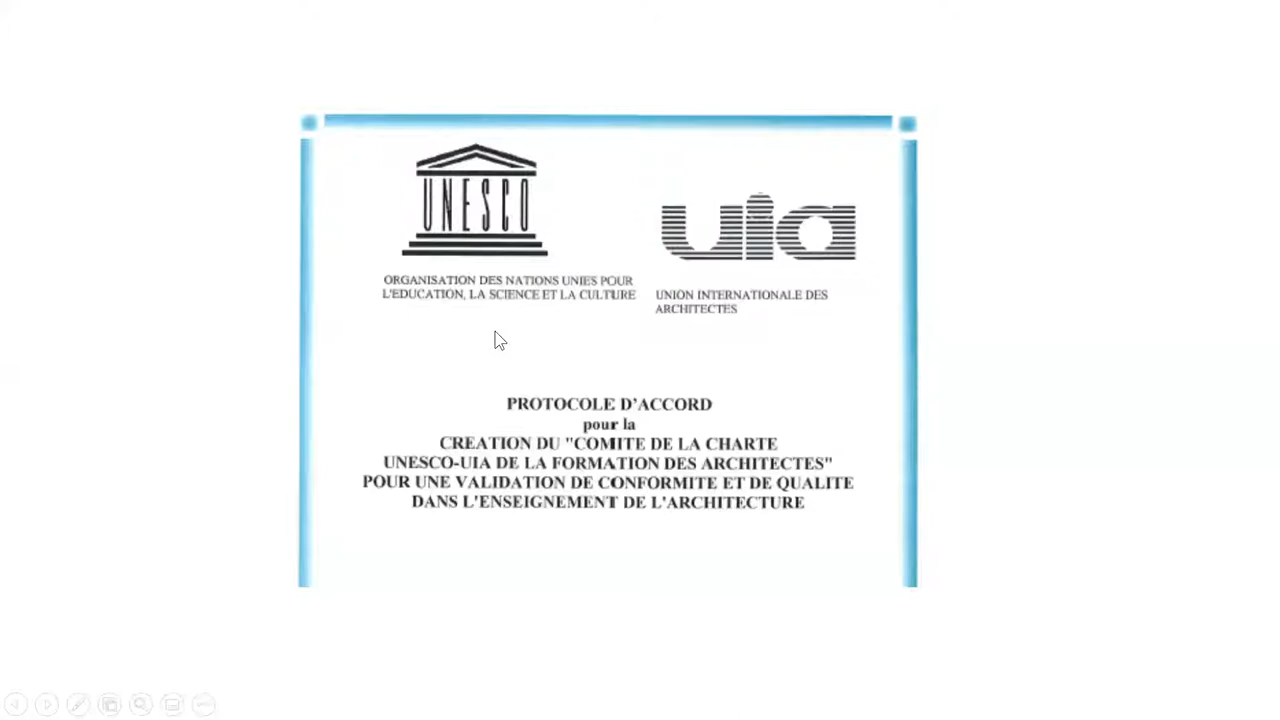 UNESCO
uia
ORGANISATION DES NATIONS UNIES POUR
L'EDUCATION, LA SCIENCE ET LA CULTURE
UNION INTERNATIONALE DES
ARCHITECTES
PROTOCOLE D'ACCORD
pour la
CREATION DU "COMITE DE LA CHARTE
UNESCO-UIA DE LA FORMATION DES ARCHITECTES"
POUR UNE VALIDATION DE CONFORMITE ET DE QUALITE
DANS L'ENSEIGNEMENT DE L'ARCHITECTURE